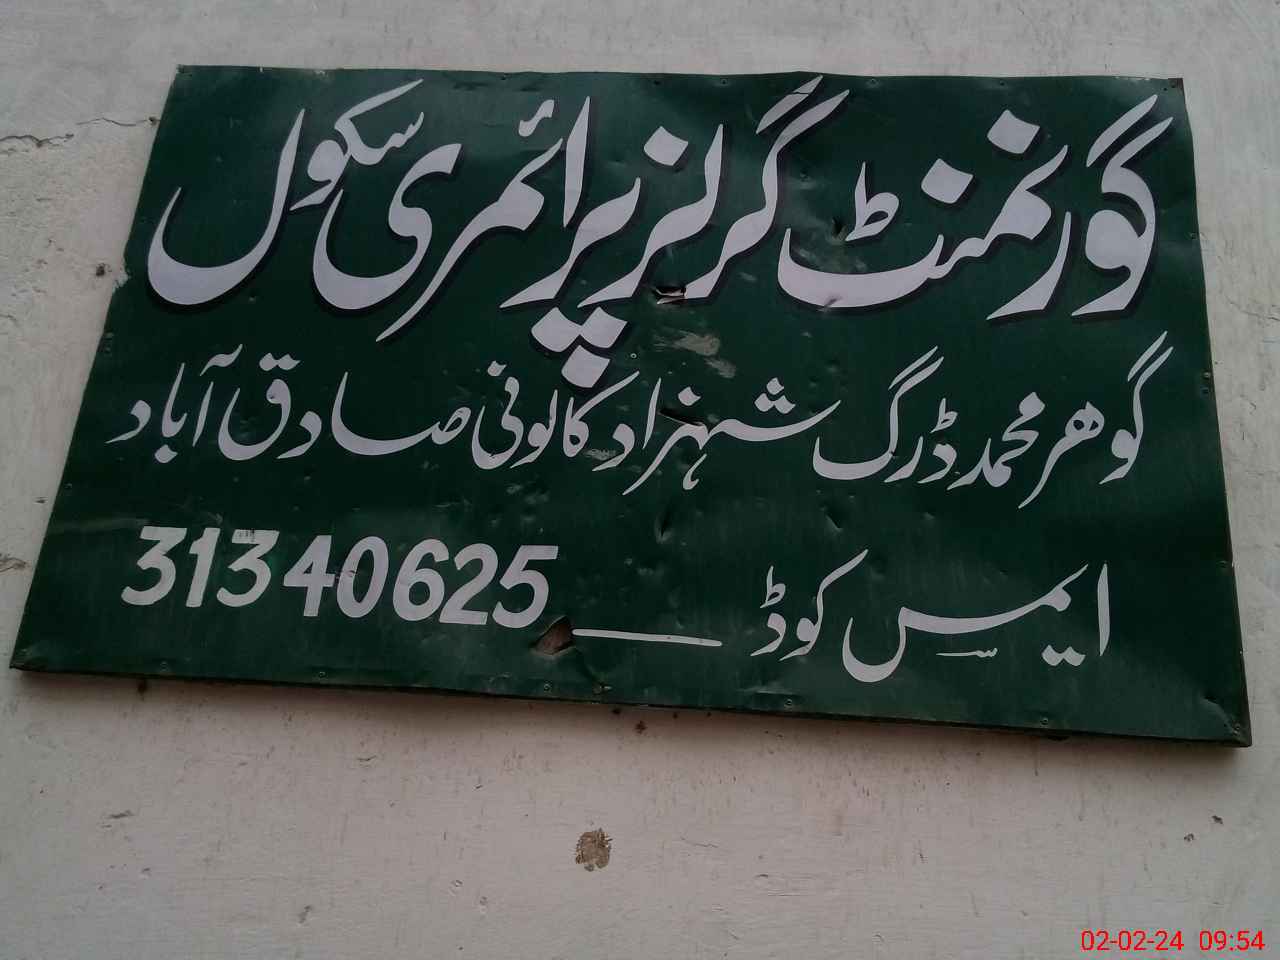 گورنمنٹ گرلز پرائمری سکول
گوھر محمد ڈرگ شہزاد کالونی صادق آباد
ایمس کوڈ 31340625
02-02-24 09:54